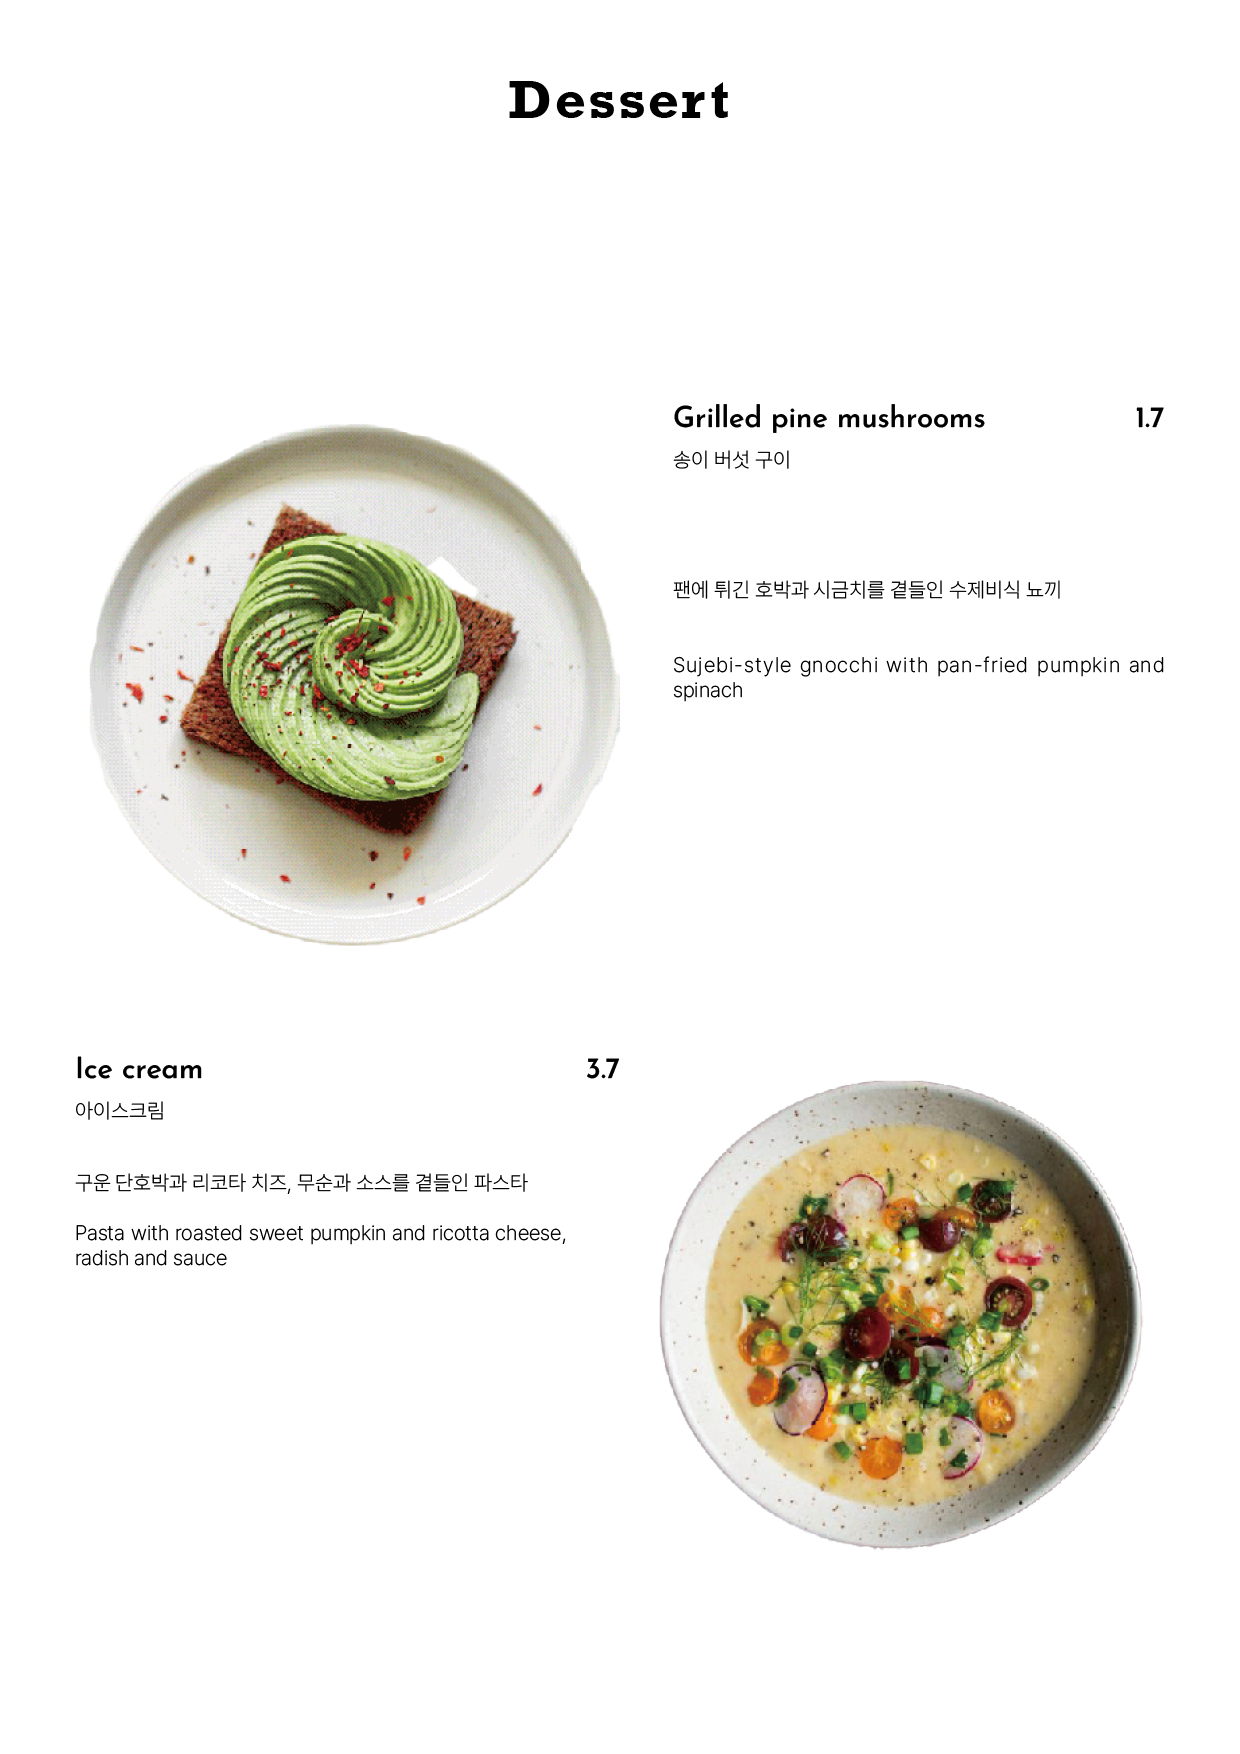 Dessert
Grilled pine mushrooms 1.7
송이 버섯 구이
팬에 튀긴 호박과 시금치를 곁들인 수제비식 뇨끼
Sujebi-style gnocchi with pan-fried pumpkin and
spinach
Ice cream 3.7
아이스크림
구운 단호박과 리코타 치즈, 무순과 소스를 곁들인 파스타
Pasta with roasted sweet pumpkin and ricotta cheese,
radish and sauce